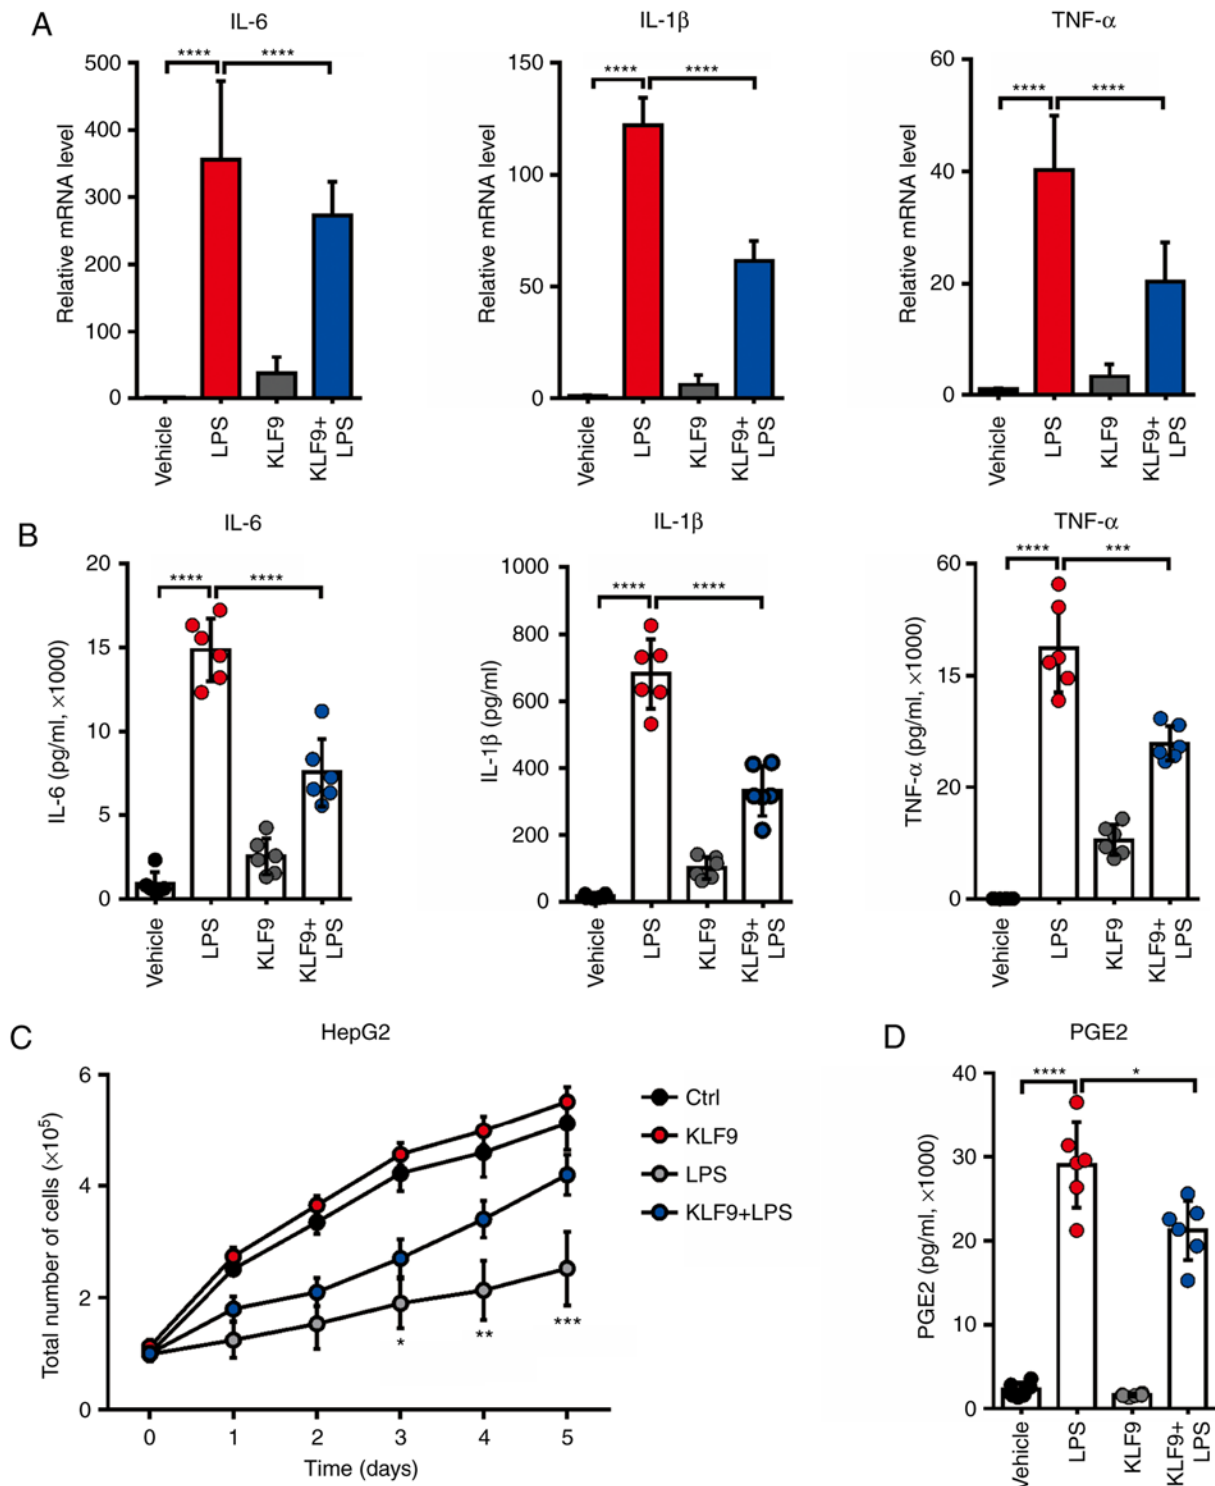 A
IL-6
IL-1β
TNF-α
**** ****
**** ****
**** ****
Relative mRNA level
500
400
300
200
100
0
Vehicle
LPS
KLF9
KLF9+
LPS
Relative mRNA level
150
100
50
0
Vehicle
LPS
KLF9
KLF9+
LPS
Relative mRNA level
60
40
20
0
Vehicle
LPS
KLF9
KLF9+
LPS
B
IL-6
IL-1β
TNF-α
**** ****
**** ****
**** ***
IL-6 (pg/ml, ×1000)
20
15
10
5
0
Vehicle
LPS
KLF9
KLF9+
LPS
IL-1β (pg/ml)
1000
800
600
400
200
0
Vehicle
LPS
KLF9
KLF9+
LPS
TNF-α (pg/ml, ×1000)
60
15
20
0
Vehicle
LPS
KLF9
KLF9+
LPS
C
HepG2
Total number of cells (×10⁵)
6
4
2
0
* ** ***
0 1 2 3 4 5
Time (days)
Ctrl
KLF9
LPS
KLF9+LPS
D
PGE2
**** *
PGE2 (pg/ml, ×1000)
40
30
20
10
0
Vehicle
LPS
KLF9
KLF9+
LPS